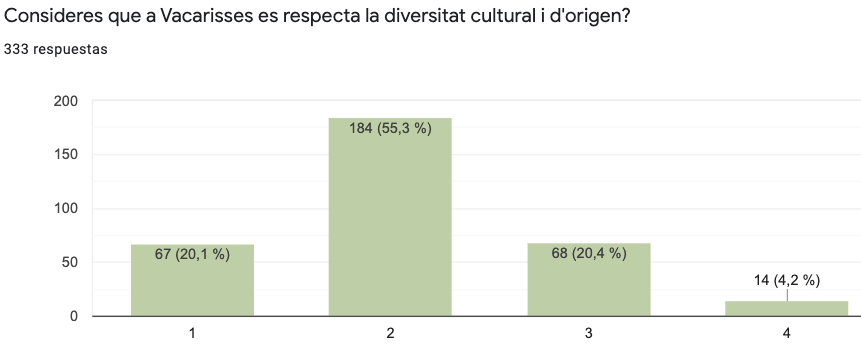 Consideres que a Vacarisses es respecta la diversitat cultural i d'origen?
333 respuestas
200
150
100
50
0
67 (20,1 %)
184 (55,3 %)
68 (20,4 %)
14 (4,2 %)
1
2
3
4